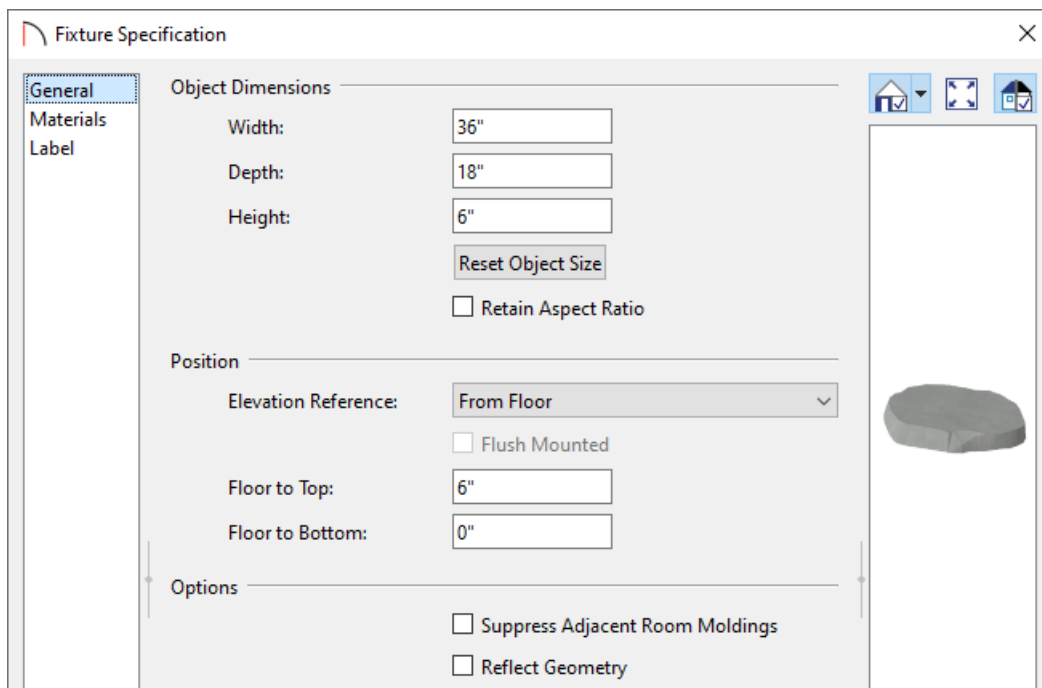 Fixture Specification
General
Materials
Label
Object Dimensions
Width: 36"
Depth: 18"
Height: 6"
Reset Object Size
Retain Aspect Ratio
Position
Elevation Reference: From Floor
Flush Mounted
Floor to Top: 6"
Floor to Bottom: 0"
Options
Suppress Adjacent Room Moldings
Reflect Geometry